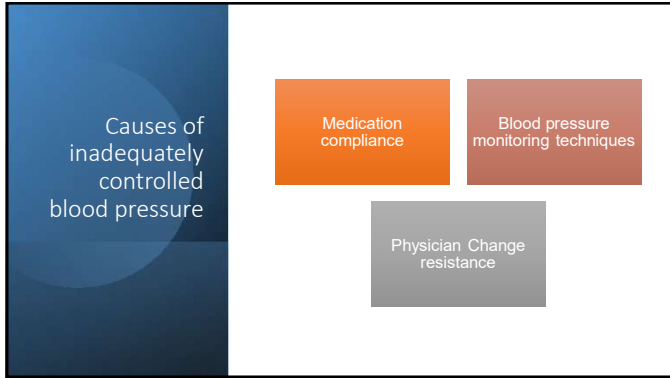 Causes of
inadequately
controlled
blood pressure
Medication
compliance
Blood pressure
monitoring techniques
Physician Change
resistance